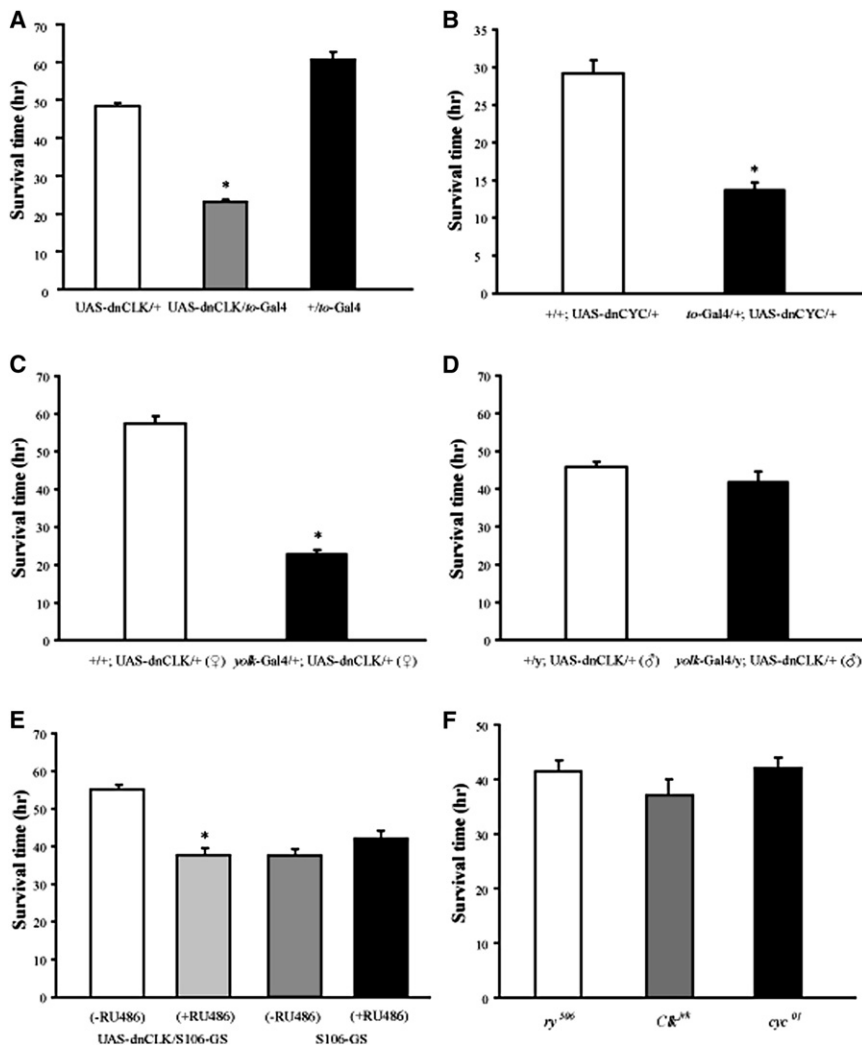 A
Survival time (hr)
70
60
50
40
30
20
10
0
*
UAS-dnCLK/+ UAS-dnCLK/to-Gal4 +/to-Gal4
B
Survival time (hr)
35
30
25
20
15
10
5
0
*
+/+; UAS-dnCYC/+ to-Gal4/+; UAS-dnCYC/+
C
Survival time (hr)
70
60
50
40
30
20
10
0
*
+/+; UAS-dnCLK/+ (♀) yolk-Gal4/+; UAS-dnCLK/+ (♀)
D
Survival time (hr)
70
60
50
40
30
20
10
0
+/y; UAS-dnCLK/+ (♂) yolk-Gal4/y; UAS-dnCLK/+ (♂)
E
Survival time (hr)
70
60
50
40
30
20
10
0
*
(-RU486) (+RU486) (-RU486) (+RU486)
UAS-dnCLK/S106-GS S106-GS
F
Survival time (hr)
50
40
30
20
10
0
ry 506 cyc 01